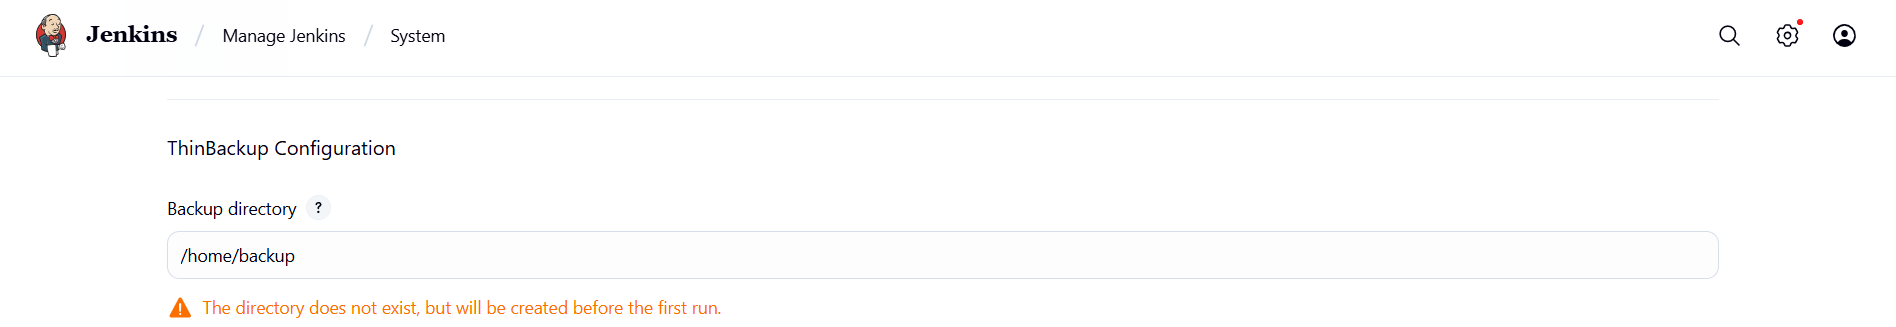 Jenkins / Manage Jenkins / System
ThinBackup Configuration
Backup directory ?
/home/backup
The directory does not exist, but will be created before the first run.